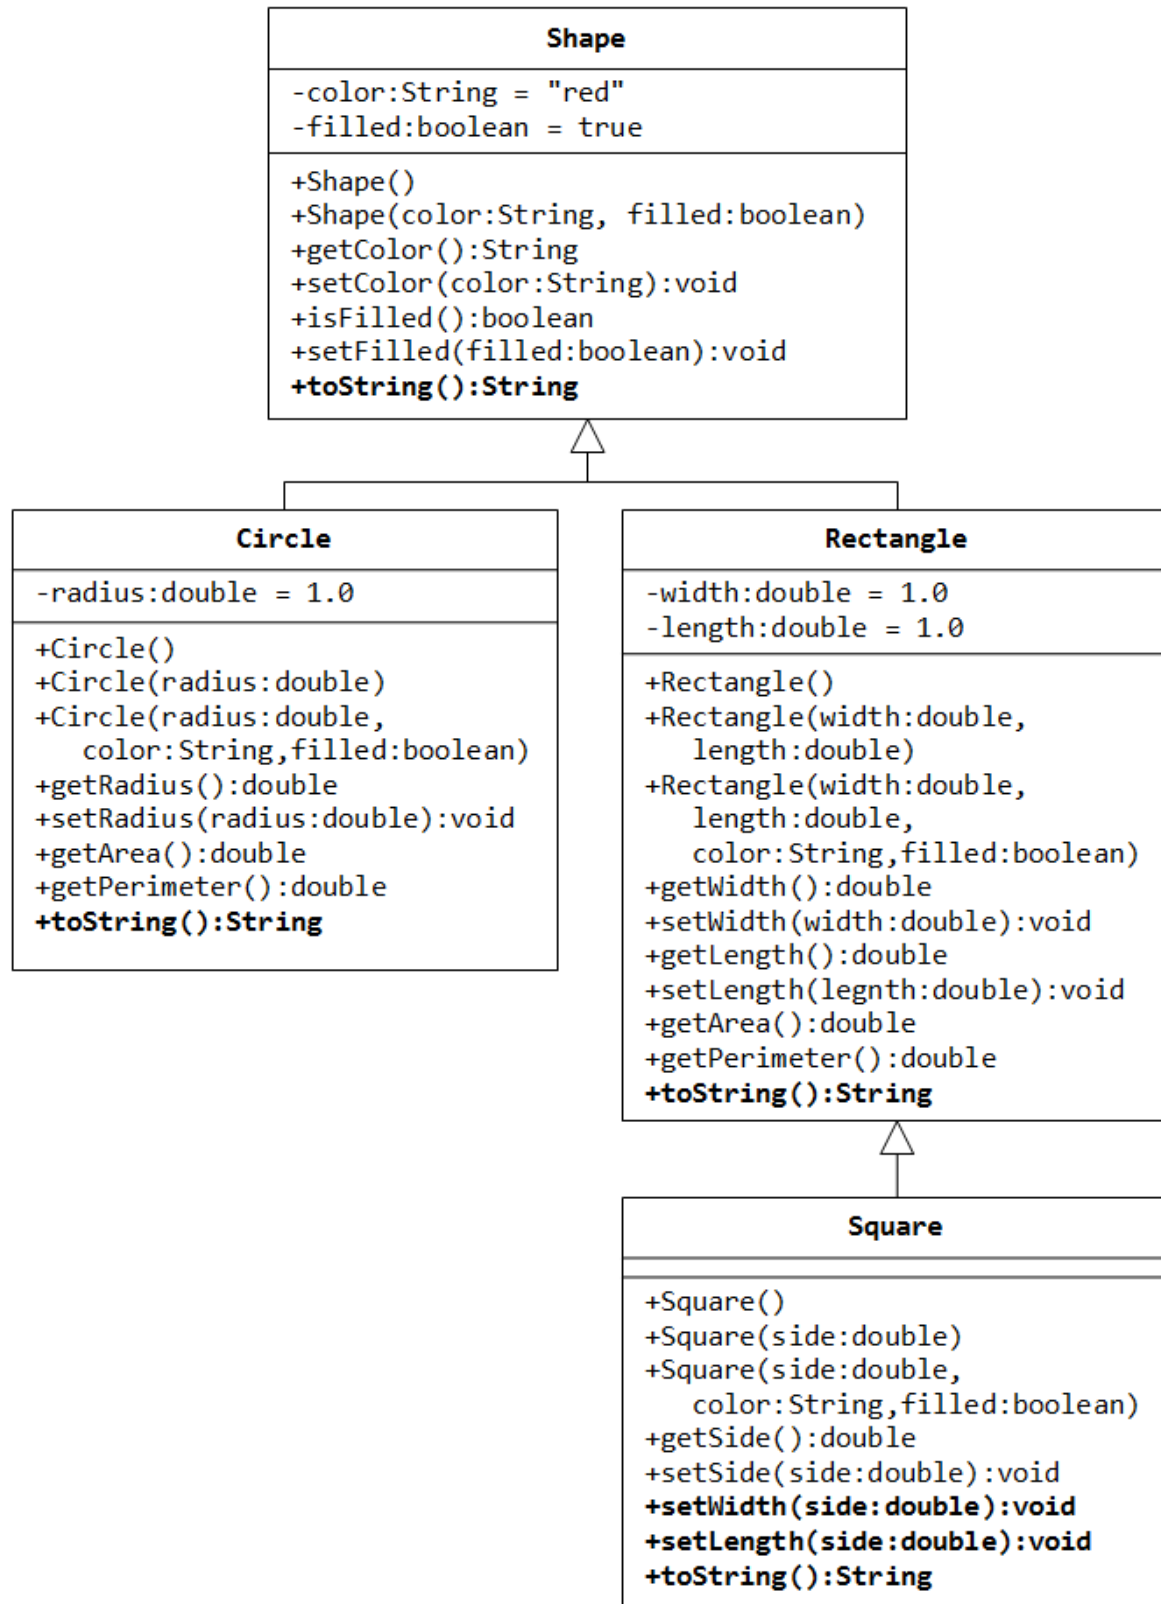 Shape
-color:String = "red"
-filled:boolean = true
+Shape()
+Shape(color:String, filled:boolean)
+getColor():String
+setColor(color:String):void
+isFilled():boolean
+setFilled(filled:boolean):void
+toString():String
Circle
-radius:double = 1.0
+Circle()
+Circle(radius:double)
+Circle(radius:double,
color:String,filled:boolean)
+getRadius():double
+setRadius(radius:double):void
+getArea():double
+getPerimeter():double
+toString():String
Rectangle
-width:double = 1.0
-length:double = 1.0
+Rectangle()
+Rectangle(width:double,
length:double)
+Rectangle(width:double,
length:double,
color:String,filled:boolean)
+getWidth():double
+setWidth(width:double):void
+getLength():double
+setLength(legnth:double):void
+getArea():double
+getPerimeter():double
+toString():String
Square
+Square()
+Square(side:double)
+Square(side:double,
color:String,filled:boolean)
+getSide():double
+setSide(side:double):void
+setWidth(side:double):void
+setLength(side:double):void
+toString():String